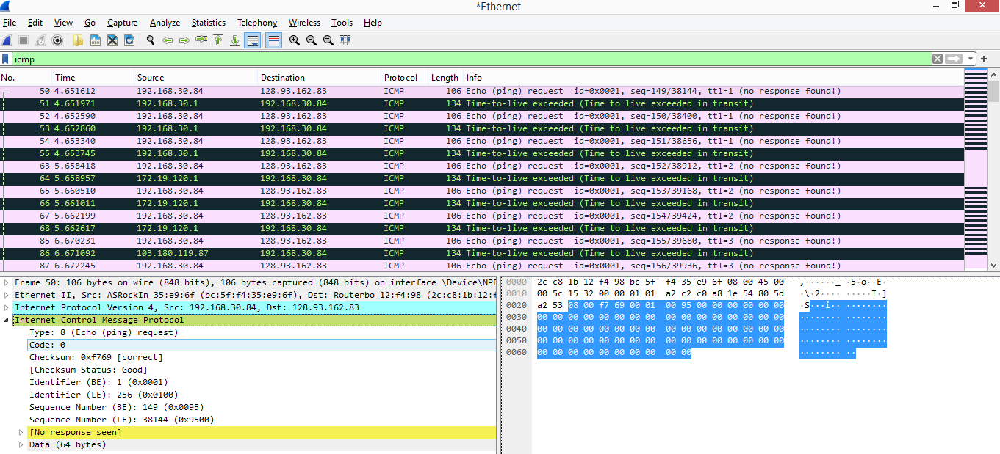 *Ethernet
File Edit View Go Capture Analyze Statistics Telephony Wireless Tools Help
icmp
No. Time Source Destination Protocol Length Info
50 4.651612 192.168.30.84 128.93.162.83 ICMP 106 Echo (ping) request id=0x0001, seq=149/38144, ttl=1 (no response found!)
51 4.651971 192.168.30.1 192.168.30.84 ICMP 134 Time-to-live exceeded (Time to live exceeded in transit)
52 4.652590 192.168.30.84 128.93.162.83 ICMP 106 Echo (ping) request id=0x0001, seq=150/38400, ttl=1 (no response found!)
53 4.652860 192.168.30.1 192.168.30.84 ICMP 134 Time-to-live exceeded (Time to live exceeded in transit)
54 4.653340 192.168.30.84 128.93.162.83 ICMP 106 Echo (ping) request id=0x0001, seq=151/38656, ttl=1 (no response found!)
55 4.653745 192.168.30.1 192.168.30.84 ICMP 134 Time-to-live exceeded (Time to live exceeded in transit)
63 5.658418 192.168.30.84 128.93.162.83 ICMP 106 Echo (ping) request id=0x0001, seq=152/38912, ttl=2 (no response found!)
64 5.658957 172.19.120.1 192.168.30.84 ICMP 134 Time-to-live exceeded (Time to live exceeded in transit)
65 5.660510 192.168.30.84 128.93.162.83 ICMP 106 Echo (ping) request id=0x0001, seq=153/39168, ttl=2 (no response found!)
66 5.661011 172.19.120.1 192.168.30.84 ICMP 134 Time-to-live exceeded (Time to live exceeded in transit)
67 5.662199 192.168.30.84 128.93.162.83 ICMP 106 Echo (ping) request id=0x0001, seq=154/39424, ttl=2 (no response found!)
68 5.662617 172.19.120.1 192.168.30.84 ICMP 134 Time-to-live exceeded (Time to live exceeded in transit)
85 6.670231 192.168.30.84 128.93.162.83 ICMP 106 Echo (ping) request id=0x0001, seq=155/39680, ttl=3 (no response found!)
86 6.671092 103.180.119.87 192.168.30.84 ICMP 134 Time-to-live exceeded (Time to live exceeded in transit)
87 6.672245 192.168.30.84 128.93.162.83 ICMP 106 Echo (ping) request id=0x0001, seq=156/39936, ttl=3 (no response found!)
Frame 50: 106 bytes on wire (848 bits), 106 bytes captured (848 bits) on interface \Device\NPF
Ethernet II, Src: ASRockIn_35:e9:6f (bc:5f:f4:35:e9:6f), Dst: Routerbo_12:f4:98 (2c:c8:1b:12:f
Internet Protocol Version 4, Src: 192.168.30.84, Dst: 128.93.162.83
Internet Control Message Protocol
Type: 8 (Echo (ping) request)
Code: 0
Checksum: 0xf769 [correct]
[Checksum Status: Good]
Identifier (BE): 1 (0x0001)
Identifier (LE): 256 (0x0100)
Sequence Number (BE): 149 (0x0095)
Sequence Number (LE): 38144 (0x9500)
[No response seen]
Data (64 bytes)
0000 2c c8 1b 12 f4 98 bc 5f f4 35 e9 6f 08 00 45 00 ,······_ ·5·o··E·
0010 00 5c 15 32 00 00 01 01 a2 c2 c0 a8 1e 54 80 5d ·\·2···· ·····T·]
0020 a2 53 08 00 f7 69 00 01 00 95 00 00 00 00 00 00 ·S···i·· ········
0030 00 00 00 00 00 00 00 00 00 00 00 00 00 00 00 00 ········ ········
0040 00 00 00 00 00 00 00 00 00 00 00 00 00 00 00 00 ········ ········
0050 00 00 00 00 00 00 00 00 00 00 00 00 00 00 00 00 ········ ········
0060 00 00 00 00 00 00 00 00 00 00 ········ ··